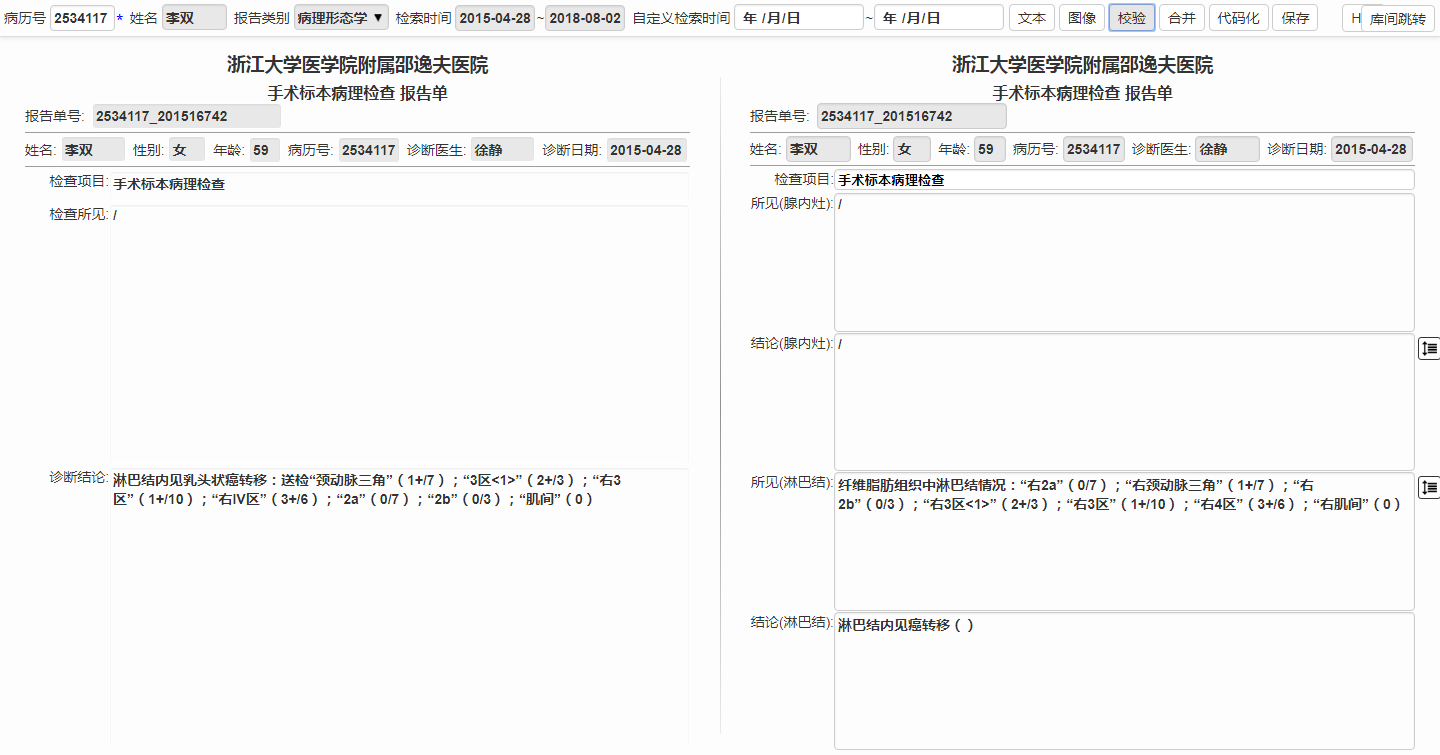 病历号 2534117 * 姓名 李双 报告类别 病理形态学 ▼ 检索时间 2015-04-28 ~ 2018-08-02 自定义检索时间 年 /月/日 ~ 年 /月/日 文本 图像 校验 合并 代码化 保存 H 库间跳转
浙江大学医学院附属邵逸夫医院
手术标本病理检查 报告单
报告单号: 2534117_201516742
姓名: 李双 性别: 女 年龄: 59 病历号: 2534117 诊断医生: 徐静 诊断日期: 2015-04-28
检查项目: 手术标本病理检查
检查所见: /
诊断结论: 淋巴结内见乳头状癌转移：送检“颈动脉三角”（1+/7）；“3区<1>”（2+/3）；“右3
区”（1+/10）；“右IV区”（3+/6）；“2a”（0/7）；“2b”（0/3）；“肌间”（0）
浙江大学医学院附属邵逸夫医院
手术标本病理检查 报告单
报告单号: 2534117_201516742
姓名: 李双 性别: 女 年龄: 59 病历号: 2534117 诊断医生: 徐静 诊断日期: 2015-04-28
检查项目: 手术标本病理检查
所见(腺内灶): /
结论(腺内灶): /
所见(淋巴结): 纤维脂肪组织中淋巴结情况：“右2a”（0/7）；“右颈动脉三角”（1+/7）；“右
2b”（0/3）；“右3区<1>”（2+/3）；“右3区”（1+/10）；“右4区”（3+/6）；“右肌间”（0）
结论(淋巴结): 淋巴结内见癌转移（ ）